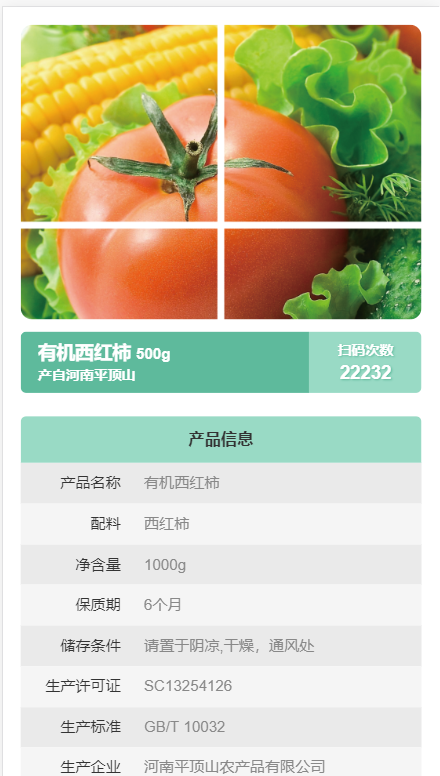 有机西红柿 500g
产自河南平顶山
扫码次数
22232
产品信息
产品名称 有机西红柿
配料 西红柿
净含量 1000g
保质期 6个月
储存条件 请置于阴凉,干燥，通风处
生产许可证 SC13254126
生产标准 GB/T 10032
生产企业 河南平顶山农产品有限公司